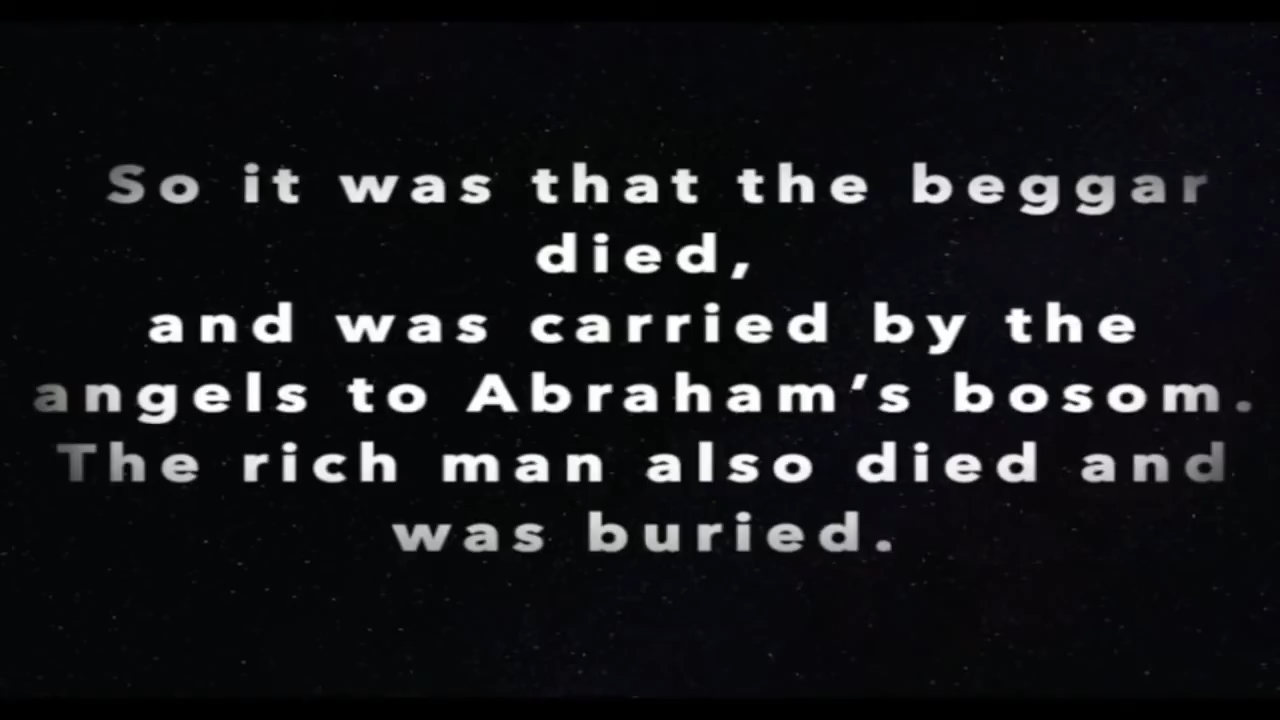 So it was that the beggar
died,
and was carried by the
angels to Abraham’s bosom.
The rich man also died and
was buried.